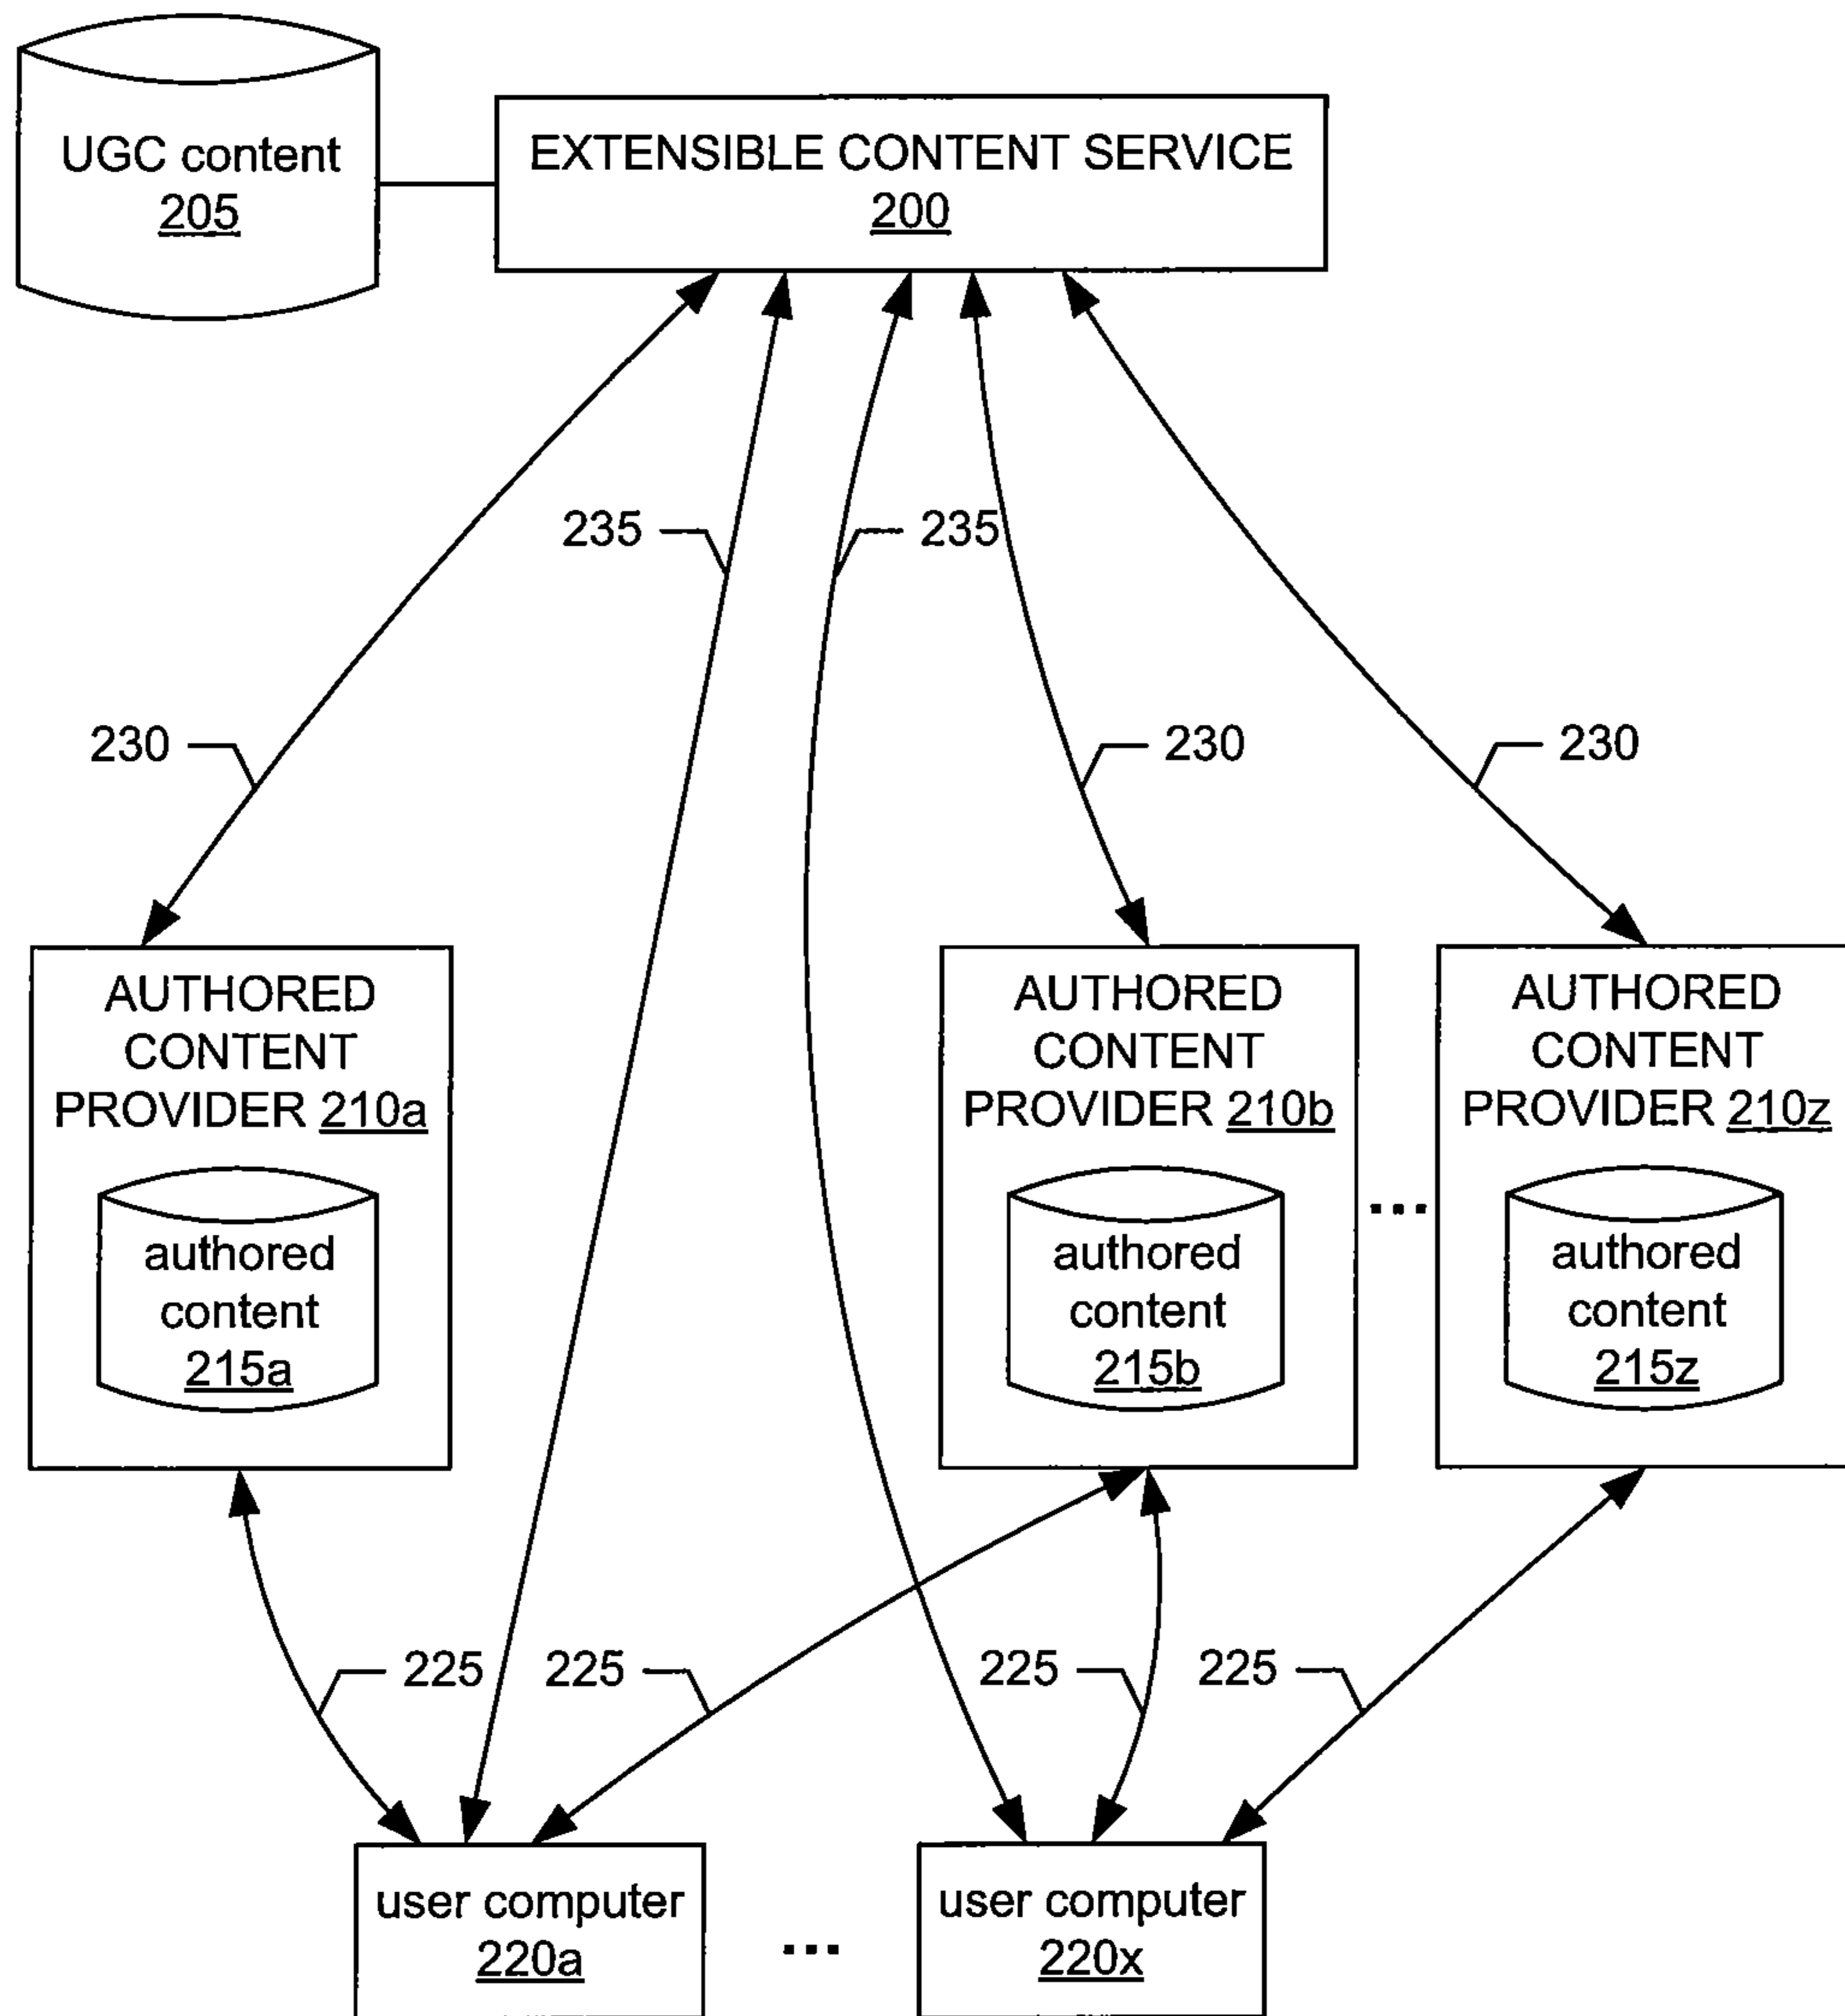 UGC content
205
EXTENSIBLE CONTENT SERVICE
200
235
235
230
230
230
AUTHORED
CONTENT
PROVIDER 210a
authored
content
215a
AUTHORED
CONTENT
PROVIDER 210b
authored
content
215b
...
AUTHORED
CONTENT
PROVIDER 210z
authored
content
215z
225
225
225
225
user computer
220a
...
user computer
220x